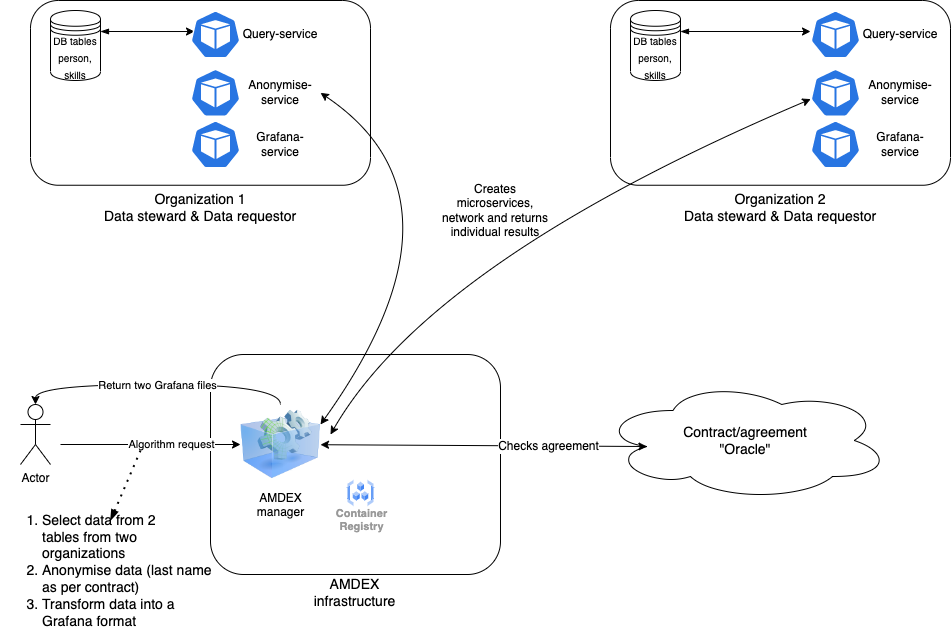 DB tables
person,
skills
Query-service
Anonymise-
service
Grafana-
service
Organization 1
Data steward & Data requestor
DB tables
person,
skills
Query-service
Anonymise-
service
Grafana-
service
Organization 2
Data steward & Data requestor
Creates
microservices,
network and returns
individual results
Return two Grafana files
Algorithm request
Actor
1. Select data from 2
tables from two
organizations
2. Anonymise data (last name
as per contract)
3. Transform data into a
Grafana format
AMDEX
manager
Container
Registry
AMDEX
infrastructure
Checks agreement
Contract/agreement
"Oracle"